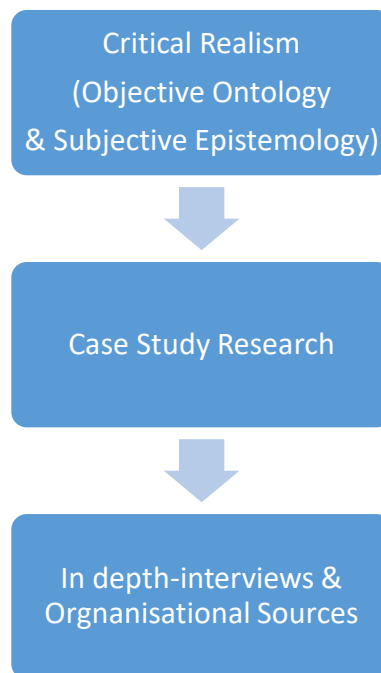 Critical Realism
(Objective Ontology
& Subjective Epistemology)
Case Study Research
In depth-interviews &
Orgnanisational Sources